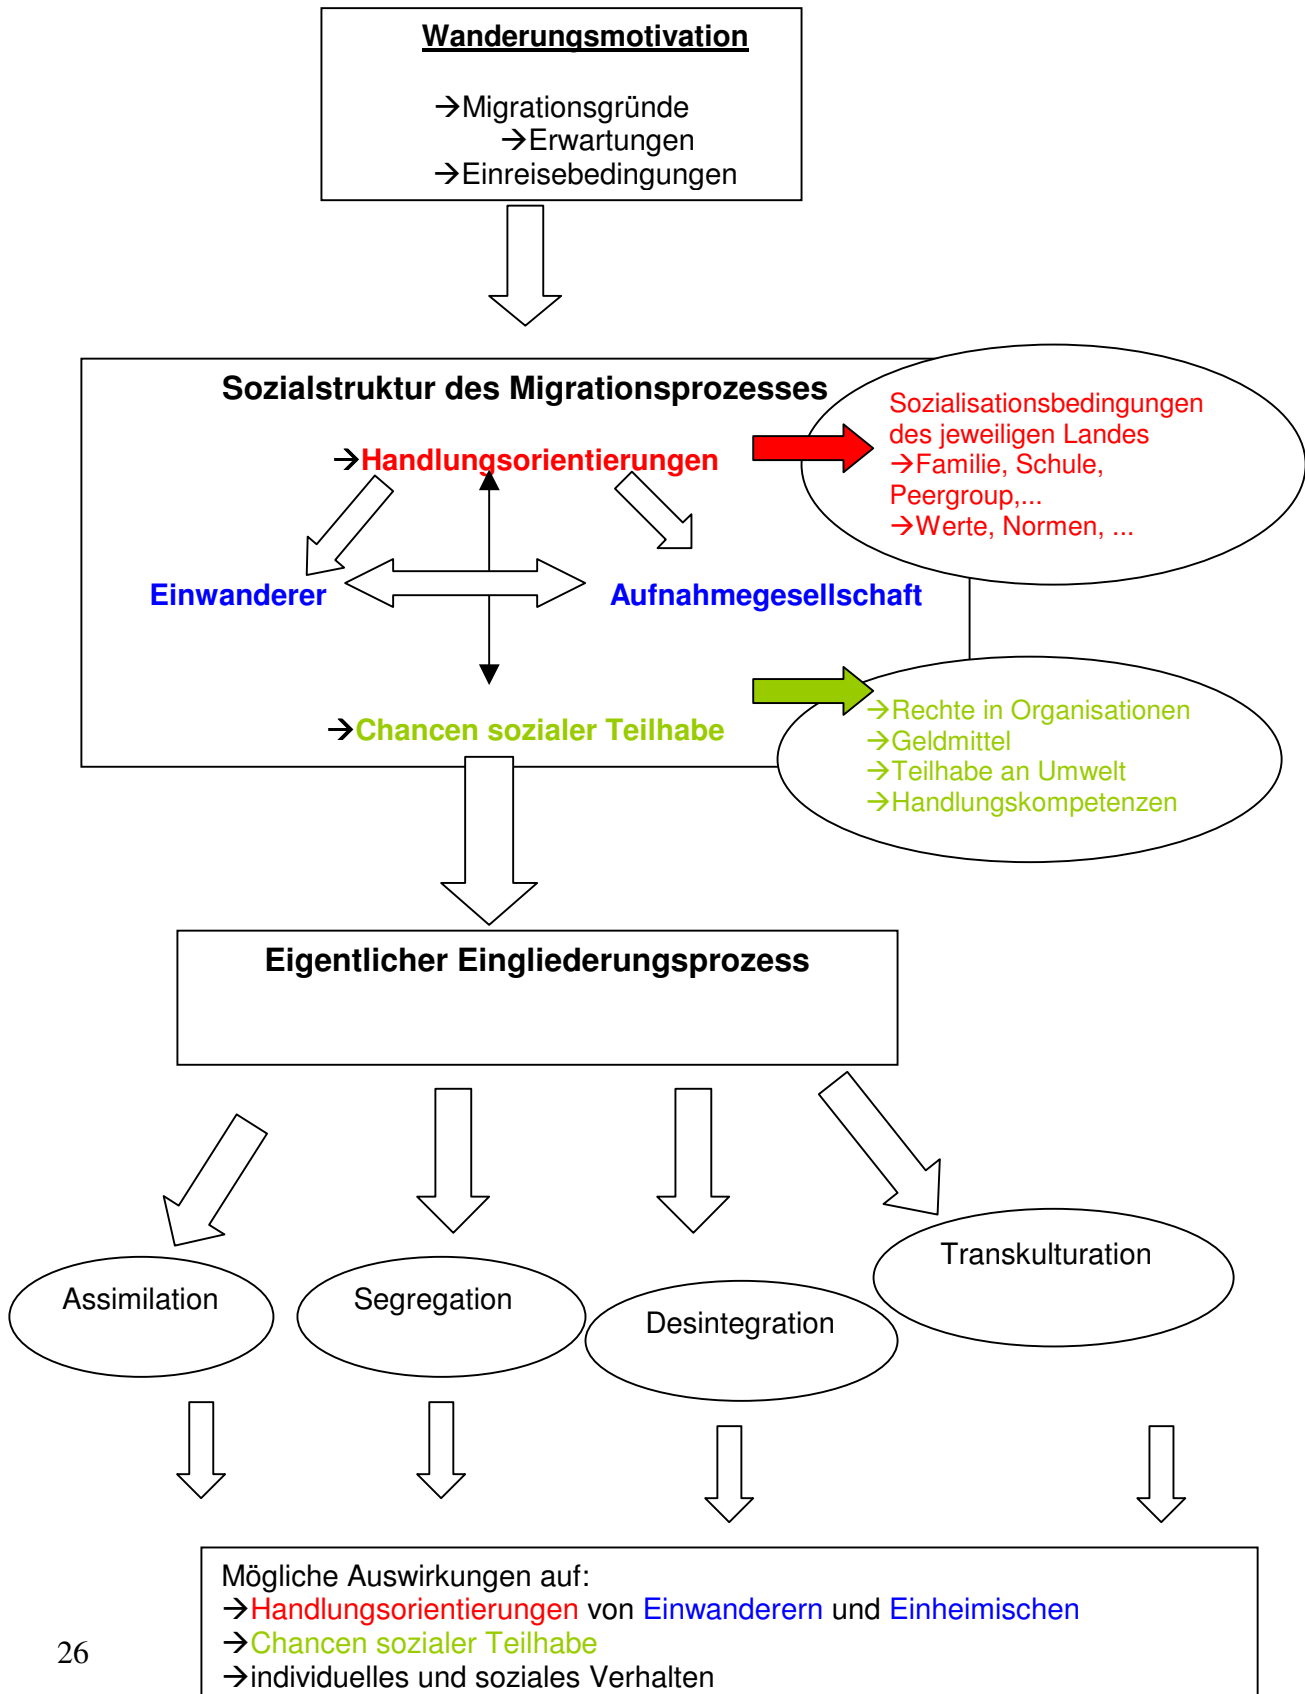 Wanderungsmotivation
→Migrationsgründe
→Erwartungen
→Einreisebedingungen
Sozialstruktur des Migrationsprozesses
→Handlungsorientierungen
Sozialisationsbedingungen
des jeweiligen Landes
→Familie, Schule,
Peergroup,...
→Werte, Normen, ...
Einwanderer
Aufnahmegesellschaft
→Chancen sozialer Teilhabe
→Rechte in Organisationen
→Geldmittel
→Teilhabe an Umwelt
→Handlungskompetenzen
Eigentlicher Eingliederungsprozess
Assimilation
Segregation
Desintegration
Transkulturation
Mögliche Auswirkungen auf:
→Handlungsorientierungen von Einwanderern und Einheimischen
→Chancen sozialer Teilhabe
→individuelles und soziales Verhalten
26